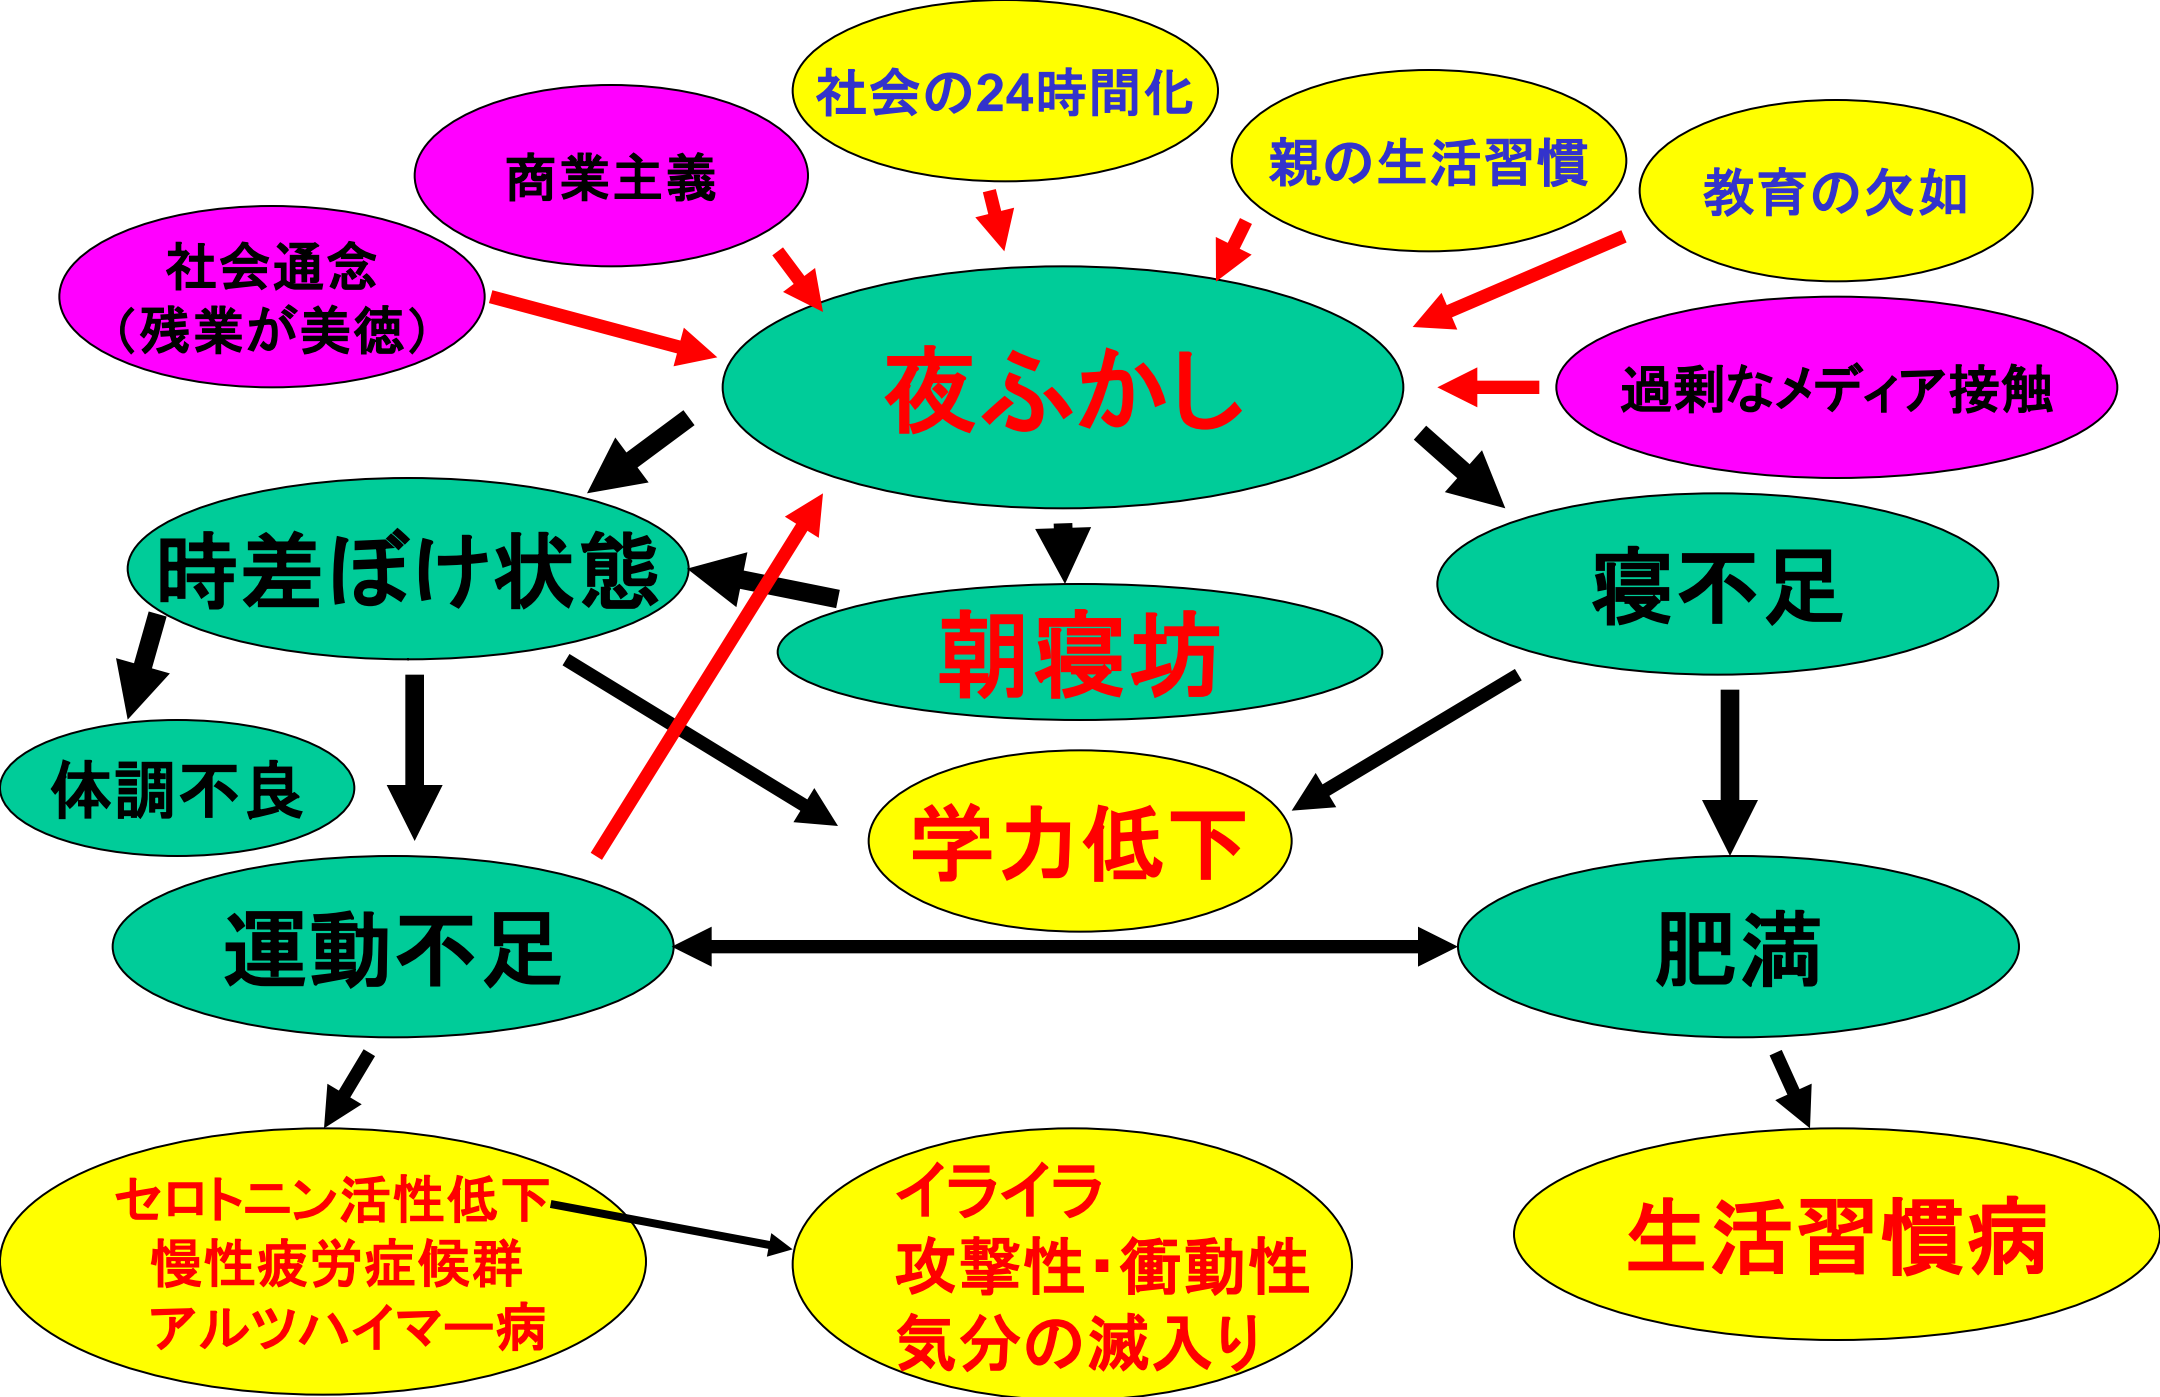 社会の24時間化
商業主義
親の生活習慣
教育の欠如
社会通念
（残業が美徳）
夜ふかし
過剰なメディア接触
時差ぼけ状態
寝不足
朝寝坊
体調不良
学力低下
運動不足
肥満
セロトニン活性低下
慢性疲労症候群
アルツハイマー病
イライラ
攻撃性・衝動性
気分の滅入り
生活習慣病